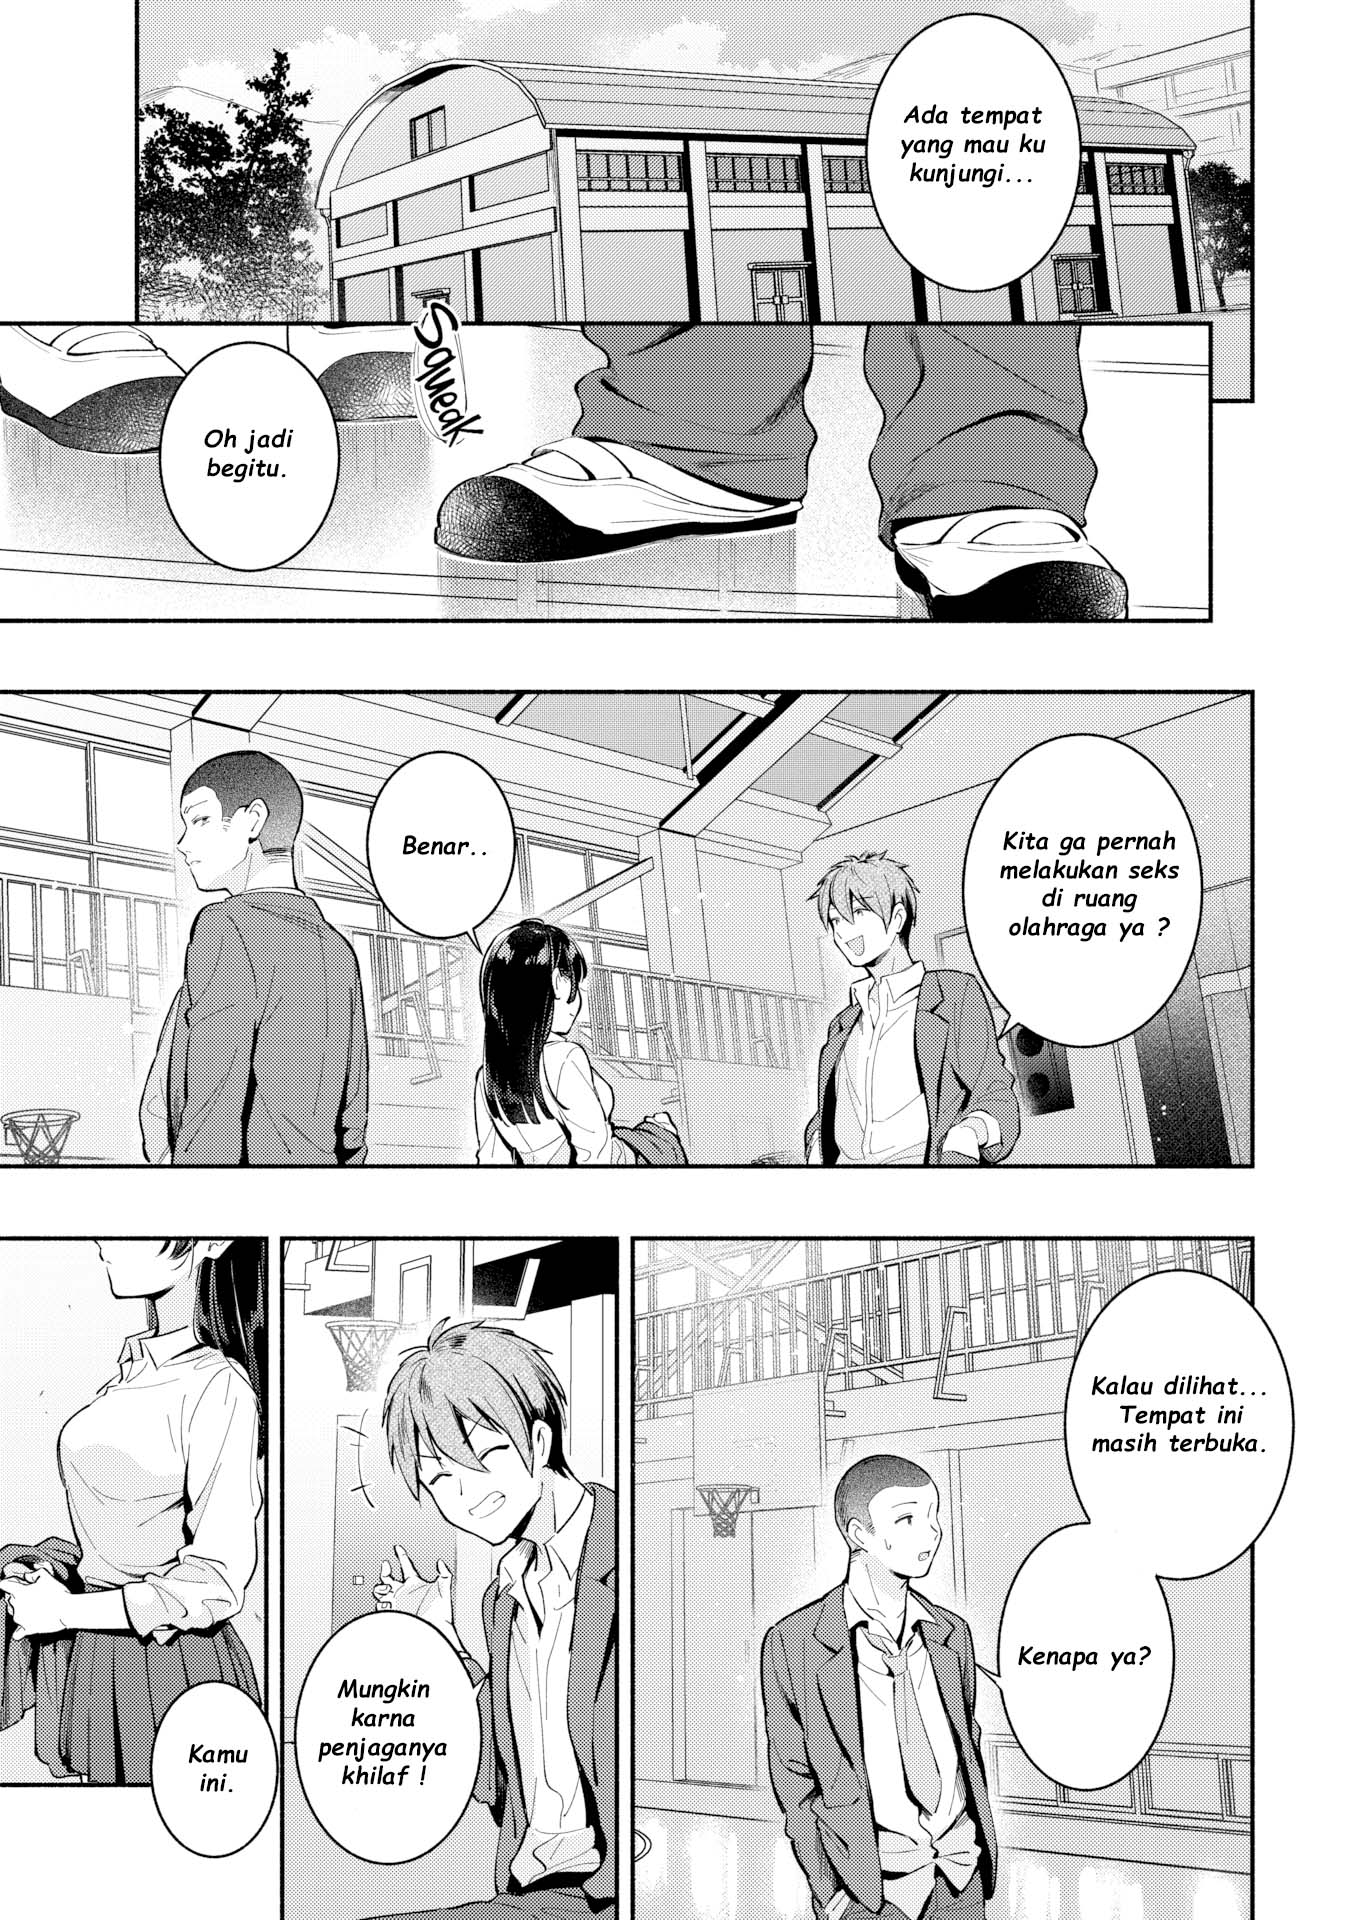 Ada tempat
yang mau ku
kunjungi...
Squeak
Oh jadi
begitu.
Kita ga pernah
melakukan seks
di ruang
olahraga ya ?
Benar..
Kalau dilihat...
Tempat ini
masih terbuka.
Kenapa ya?
Mungkin
karna
penjaganya
khilaf !
Kamu
ini.